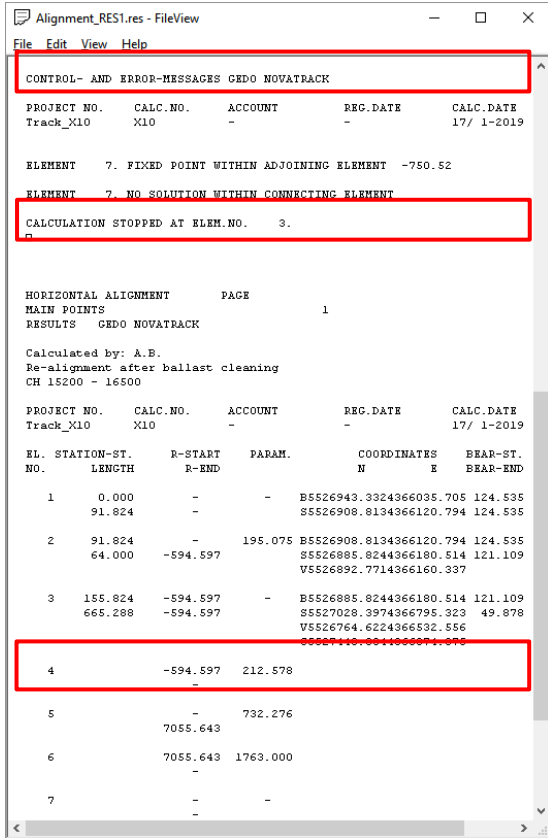 Alignment_RES1.res - FileView
File Edit View Help
CONTROL- AND ERROR-MESSAGES GEDO NOVATRACK
PROJECT NO. CALC.NO. ACCOUNT REG.DATE CALC.DATE
Track_X10 X10 - - 17/ 1-2019
ELEMENT 7. FIXED POINT WITHIN ADJOINING ELEMENT -750.52
ELEMENT 7. NO SOLUTION WITHIN CONNECTING ELEMENT
CALCULATION STOPPED AT ELEM.NO. 3.
HORIZONTAL ALIGNMENT PAGE
MAIN POINTS 1
RESULTS GEDO NOVATRACK
Calculated by: A.B.
Re-alignment after ballast cleaning
CH 15200 - 16500
PROJECT NO. CALC.NO. ACCOUNT REG.DATE CALC.DATE
Track_X10 X10 - - 17/ 1-2019
EL. STATION-ST. R-START PARAM. COORDINATES BEAR-ST.
NO. LENGTH R-END N E BEAR-END
1 0.000 - - B5526943.3324366035.705 124.535
91.824 - S5526908.8134366120.794 124.535
2 91.824 - 195.075 B5526908.8134366120.794 124.535
64.000 -594.597 S5526885.8244366180.514 121.109
V5526892.7714366160.337
3 155.824 -594.597 - B5526885.8244366180.514 121.109
665.288 -594.597 S5527028.3974366795.323 49.878
V5526764.6224366532.556
4 -594.597 212.578
-
5 - 732.276
7055.643
6 7055.643 1763.000
-
7 - -
-